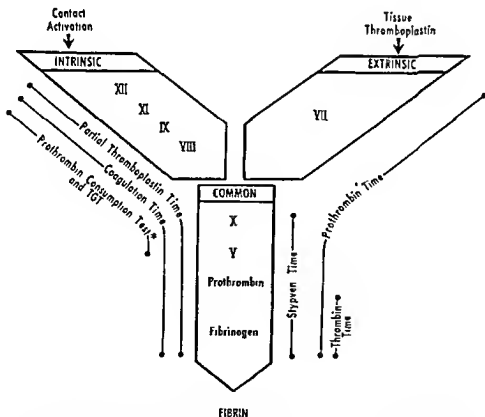 Contact
Activation
Tissue
Thromboplastin
INTRINSIC
EXTRINSIC
XII
XI
IX
VIII
VII
Partial Thromboplastin Time
Coagulation Time
Prothrombin Consumption Test*
and TGT
Prothrombin Time
COMMON
X
V
Prothrombin
Fibrinogen
Stypven Time
Thrombin
Time
FIBRIN